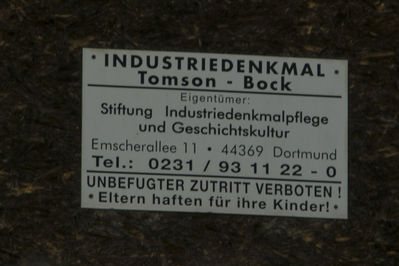 • INDUSTRIEDENKMAL •
Tomson - Bock
Eigentümer:
Stiftung Industriedenkmalpflege
und Geschichtskultur
Emscherallee 11 • 44369 Dortmund
Tel.: 0231 / 93 11 22 - 0
UNBEFUGTER ZUTRITT VERBOTEN !
• Eltern haften für ihre Kinder! •